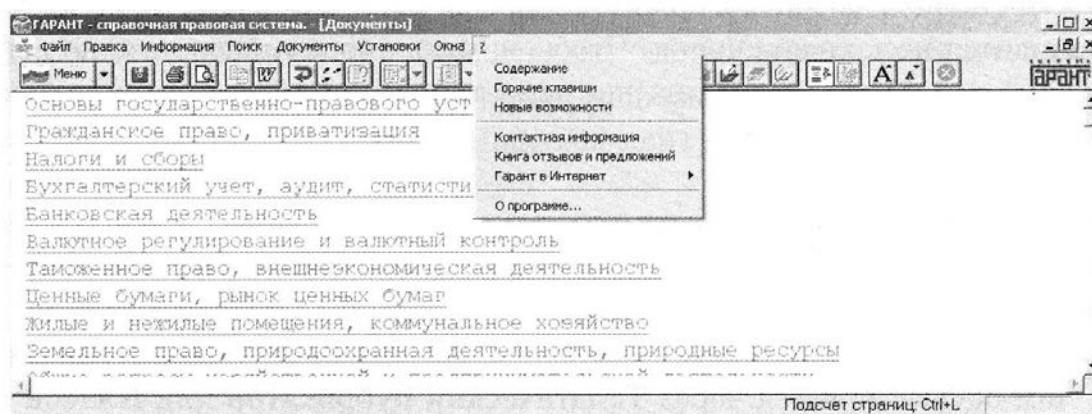 ГАРАНТ - справочная правовая система. - [Документы]
Файл Правка Информация Поиск Документы Установки Окна ?
Меню
W
А А
ГАРАНТ
Содержание
Горячие клавиши
Новые возможности
Контактная информация
Книга отзывов и предложений
Гарант в Интернет
О программе...
Основы государственно-правового уст
Гражданское право, приватизация
Налоги и сборы
Бухгалтерский учет, аудит, статисти
Банковская деятельность
Валютное регулирование и валютный контроль
Таможенное право, внешнеэкономическая деятельность
Ценные бумаги, рынок ценных бумаг
Жилые и нежилые помещения, коммунальное хозяйство
Земельное право, природоохранная деятельность, природные ресурсы
Подсчет страниц: Ctrl+L